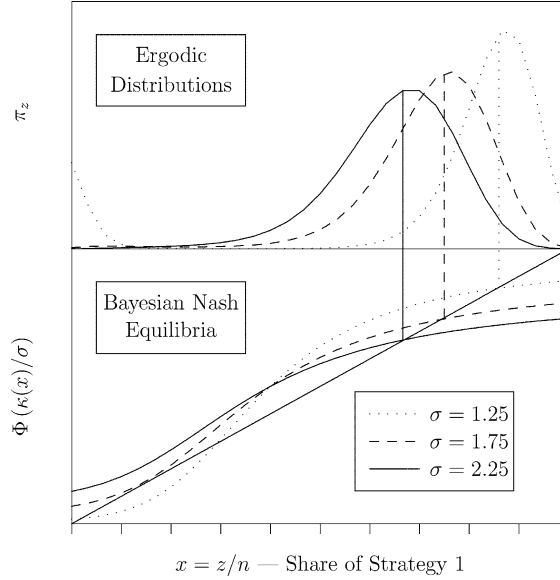 Ergodic
Distributions
π_z
Bayesian Nash
Equilibria
Φ (κ(x)/σ)
σ = 1.25
σ = 1.75
σ = 2.25
x = z/n — Share of Strategy 1